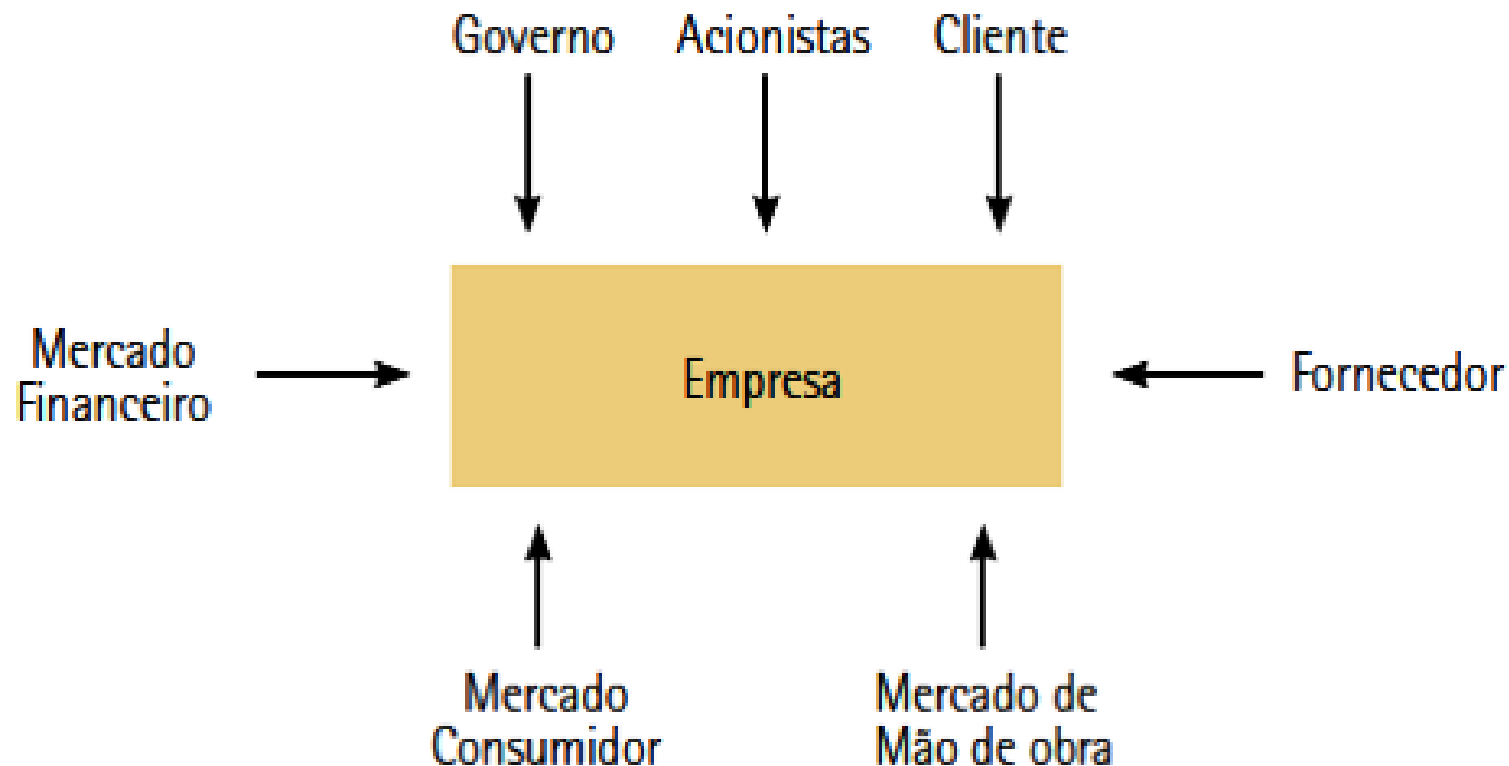 Governo Acionistas Cliente
Mercado
Financeiro
Empresa
Fornecedor
Mercado
Consumidor
Mercado de
Mão de obra